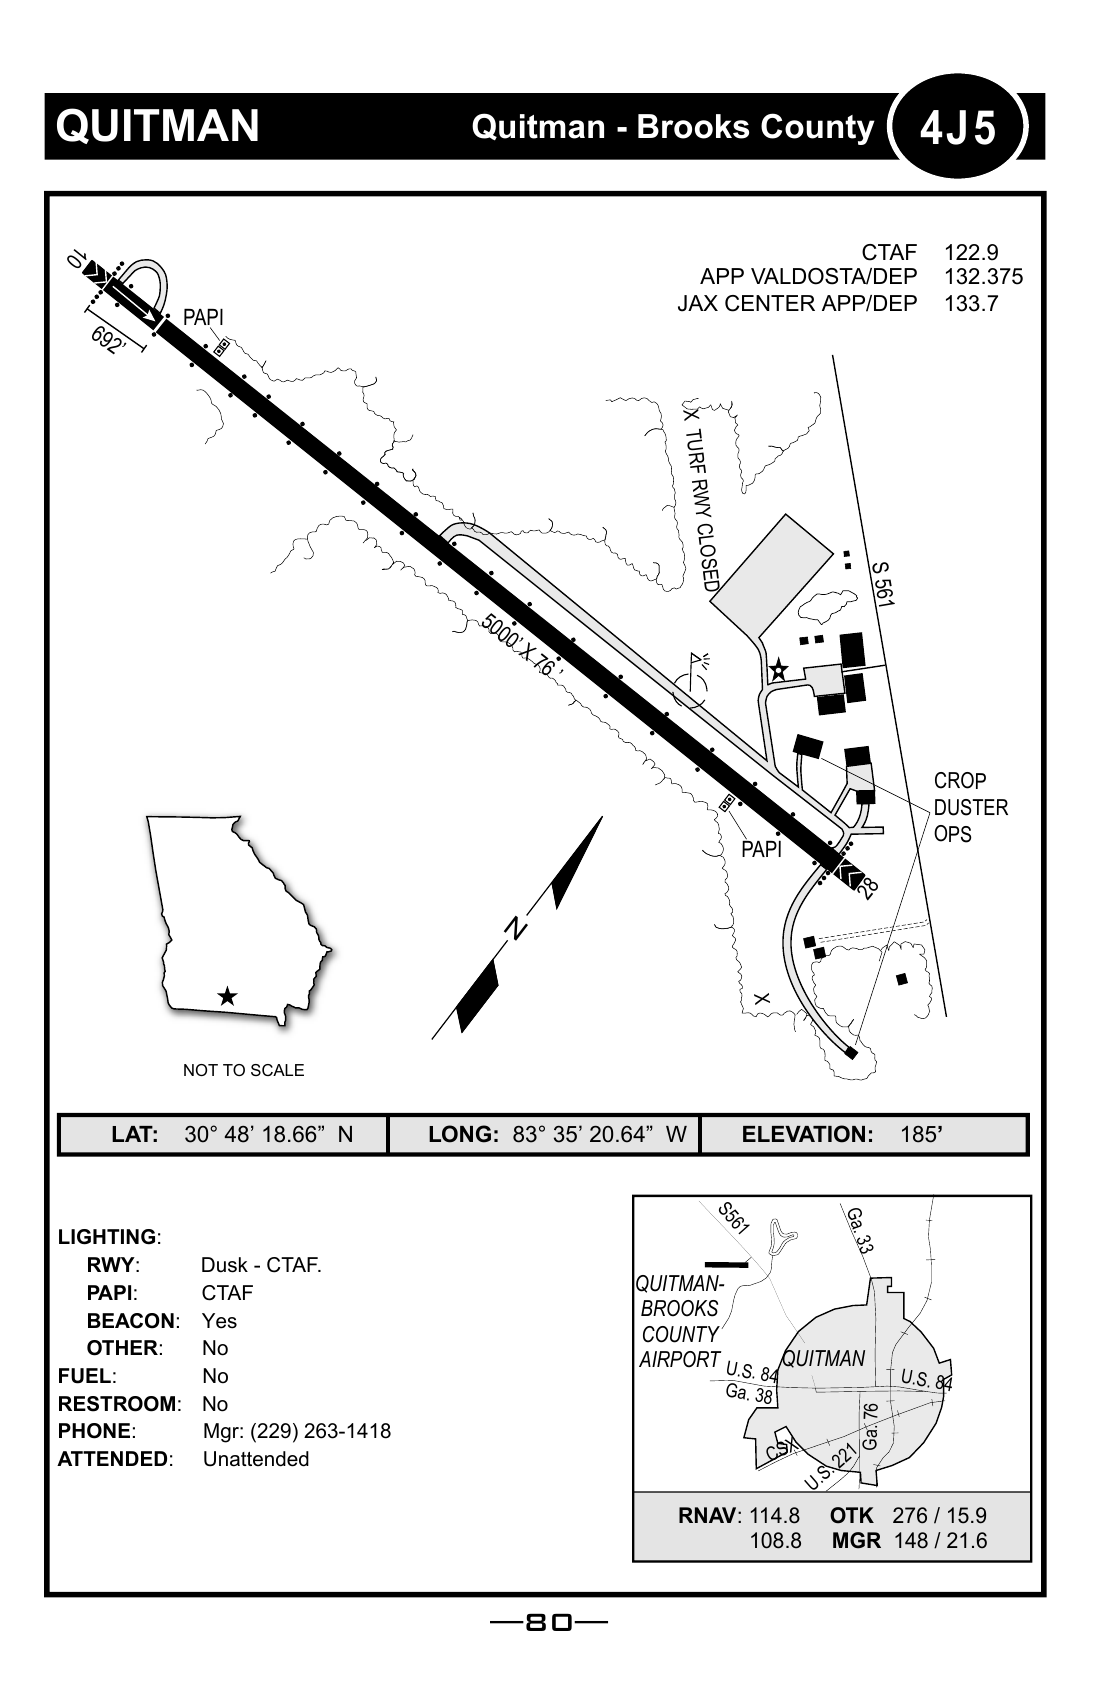 QUITMAN
Quitman - Brooks County
4J5
CTAF 122.9
APP VALDOSTA/DEP 132.375
JAX CENTER APP/DEP 133.7
10
692'
PAPI
X TURF RWY CLOSED
S 561
5000' X 76 '
CROP
DUSTER
OPS
PAPI
28
N
X
NOT TO SCALE
LAT: 30° 48’ 18.66” N
LONG: 83° 35’ 20.64” W
ELEVATION: 185’
LIGHTING:
RWY: Dusk - CTAF.
PAPI: CTAF
BEACON: Yes
OTHER: No
FUEL: No
RESTROOM: No
PHONE: Mgr: (229) 263-1418
ATTENDED: Unattended
S561
Ga. 33
QUITMAN-
BROOKS
COUNTY
AIRPORT
QUITMAN
U.S. 84
Ga. 38
U.S. 84
Ga. 76
CSX
U.S. 221
RNAV: 114.8 OTK 276 / 15.9
108.8 MGR 148 / 21.6
80